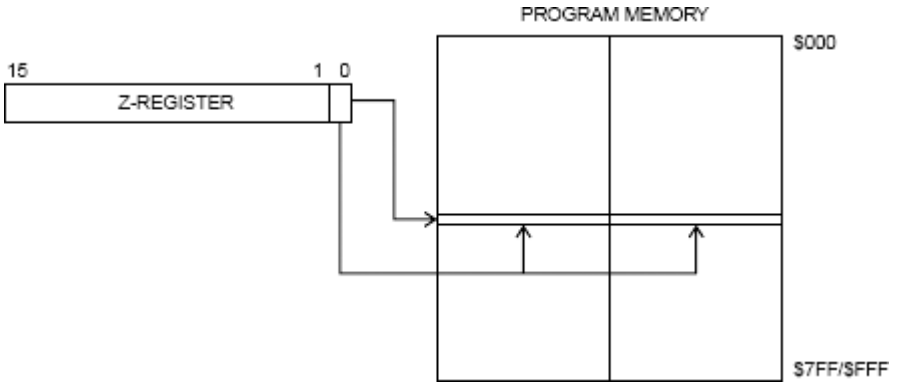 PROGRAM MEMORY
$000
15 1 0
Z-REGISTER
$7FF/$FFF